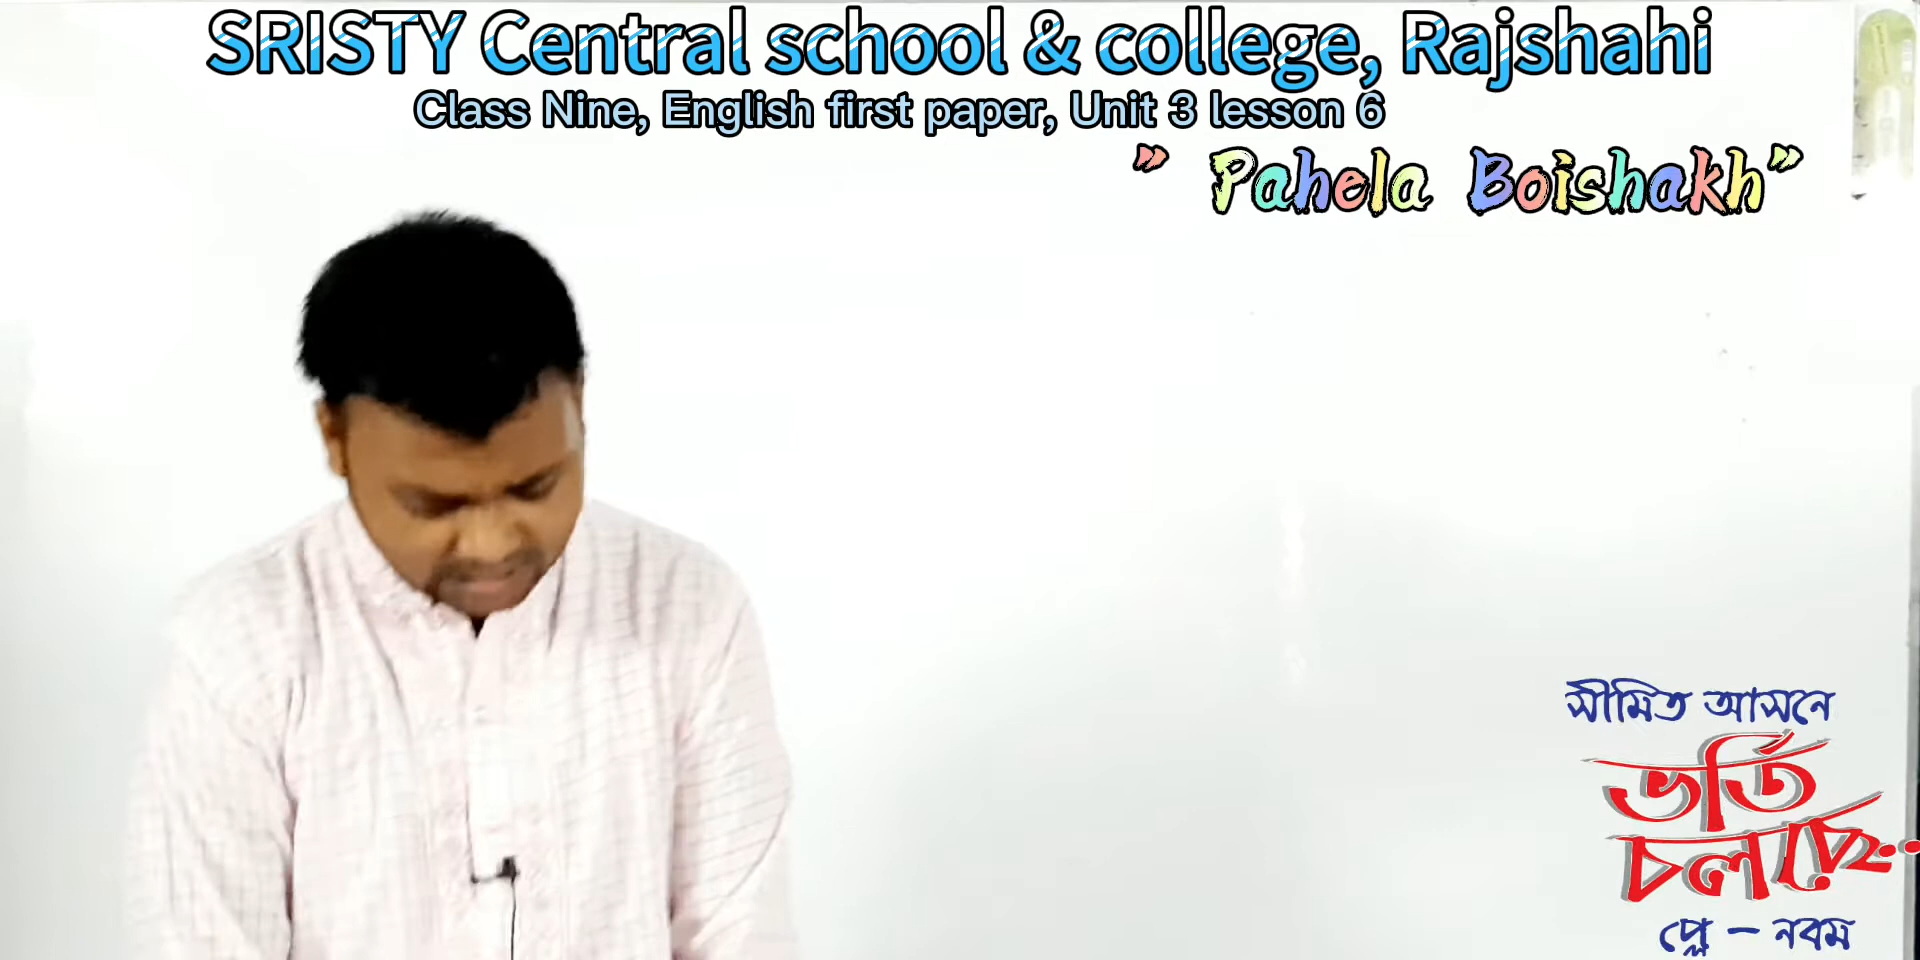 SRISTY Central school & college, Rajshahi
Class Nine, English first paper, Unit 3 lesson 6
" Pahela Boishakh"
সীমিত আসনে
ভর্তি
চলছে..
প্লে - নবম